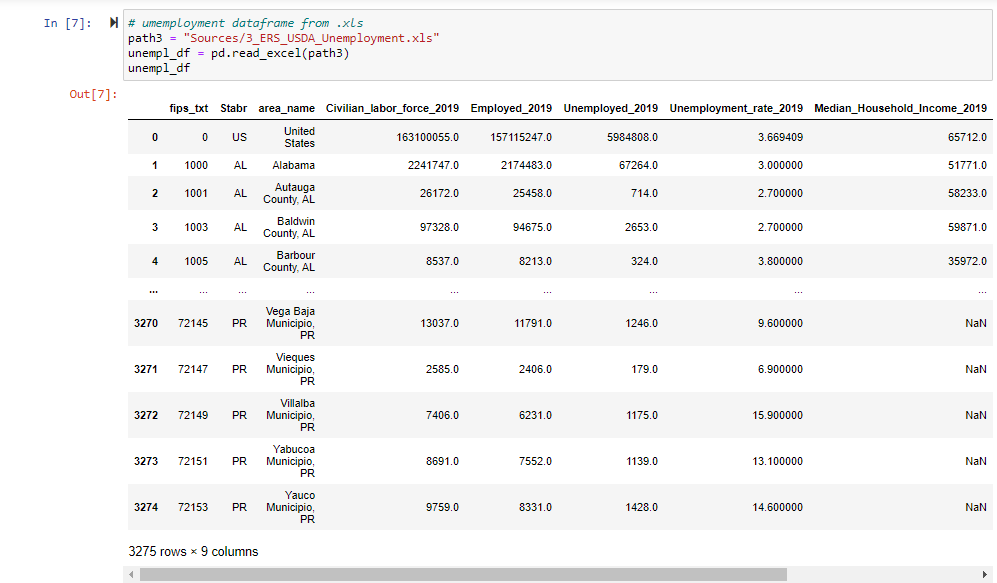 In [7]:
# umemployment dataframe from .xls
path3 = "Sources/3_ERS_USDA_Unemployment.xls"
unempl_df = pd.read_excel(path3)
unempl_df
Out[7]:
fips_txt Stabr area_name Civilian_labor_force_2019 Employed_2019 Unemployed_2019 Unemployment_rate_2019 Median_Household_Income_2019
0 0 US United States 163100055.0 157115247.0 5984808.0 3.669409 65712.0
1 1000 AL Alabama 2241747.0 2174483.0 67264.0 3.000000 51771.0
2 1001 AL Autauga County, AL 26172.0 25458.0 714.0 2.700000 58233.0
3 1003 AL Baldwin County, AL 97328.0 94675.0 2653.0 2.700000 59871.0
4 1005 AL Barbour County, AL 8537.0 8213.0 324.0 3.800000 35972.0
... ... ... ... ... ... ... ... ...
3270 72145 PR Vega Baja Municipio, PR 13037.0 11791.0 1246.0 9.600000 NaN
3271 72147 PR Vieques Municipio, PR 2585.0 2406.0 179.0 6.900000 NaN
3272 72149 PR Villalba Municipio, PR 7406.0 6231.0 1175.0 15.900000 NaN
3273 72151 PR Yabucoa Municipio, PR 8691.0 7552.0 1139.0 13.100000 NaN
3274 72153 PR Yauco Municipio, PR 9759.0 8331.0 1428.0 14.600000 NaN
3275 rows × 9 columns